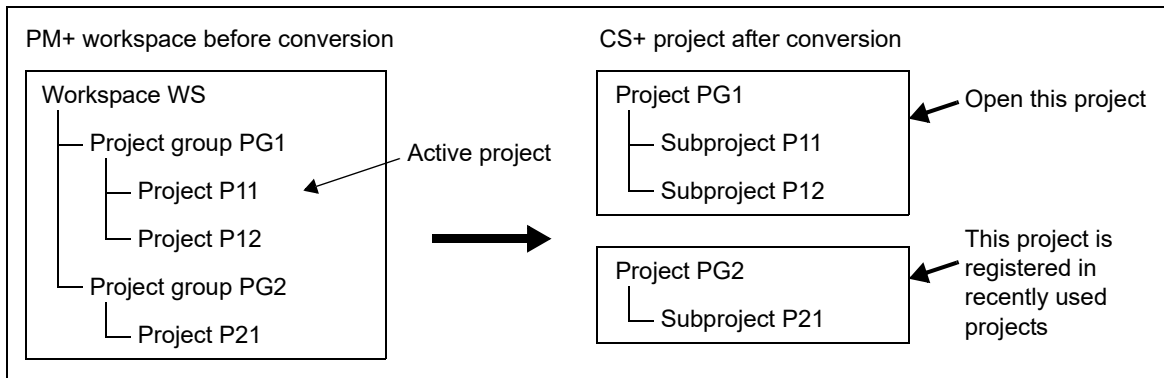 PM+ workspace before conversion
Workspace WS
Project group PG1
Project P11
Project P12
Project group PG2
Project P21
Active project
CS+ project after conversion
Project PG1
Subproject P11
Subproject P12
Open this project
Project PG2
Subproject P21
This project is
registered in
recently used
projects